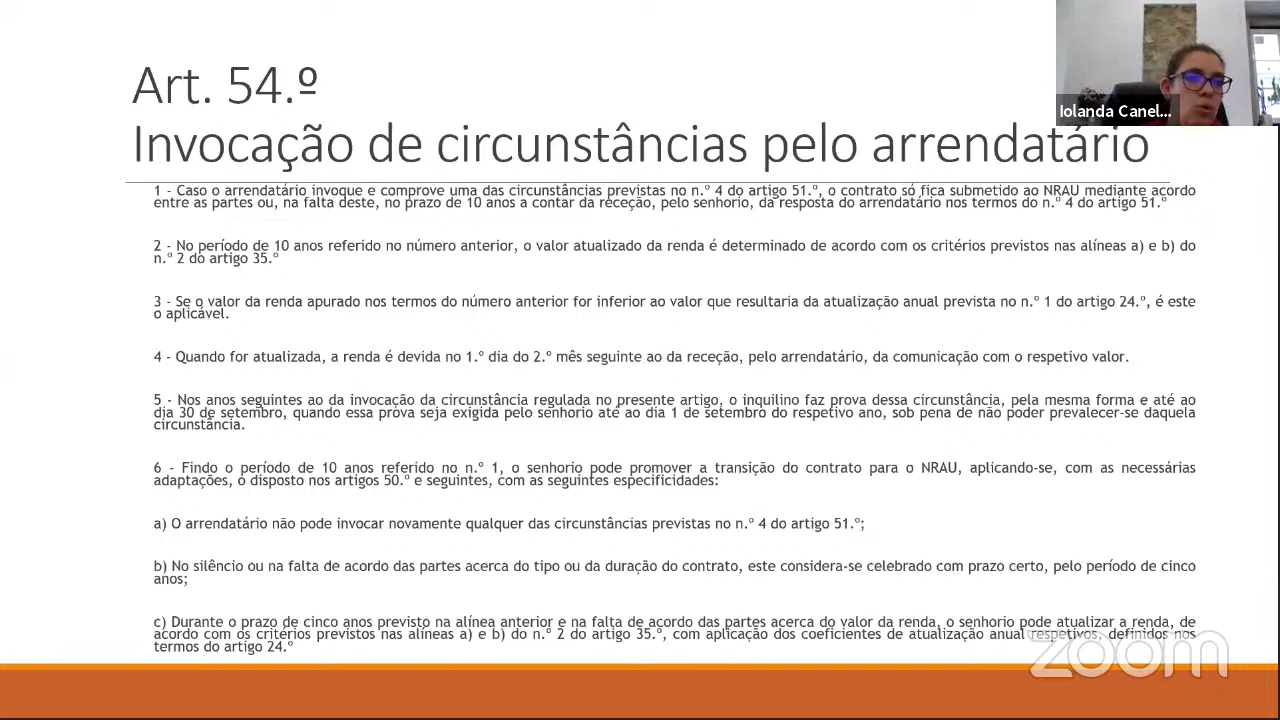 Art. 54.º
Invocação de circunstâncias pelo arrendatário
Iolanda Canel...
1 - Caso o arrendatário invoque e comprove uma das circunstâncias previstas no n.º 4 do artigo 51.º, o contrato só fica submetido ao NRAU mediante acordo
entre as partes ou, na falta deste, no prazo de 10 anos a contar da receção, pelo senhorio, da resposta do arrendatário nos termos do n.º 4 do artigo 51.º
2 - No período de 10 anos referido no número anterior, o valor atualizado da renda é determinado de acordo com os critérios previstos nas alíneas a) e b) do
n.º 2 do artigo 35.º
3 - Se o valor da renda apurado nos termos do número anterior for inferior ao valor que resultaria da atualização anual prevista no n.º 1 do artigo 24.º, é este
o aplicável.
4 - Quando for atualizada, a renda é devida no 1.º dia do 2.º mês seguinte ao da receção, pelo arrendatário, da comunicação com o respetivo valor.
5 - Nos anos seguintes ao da invocação da circunstância regulada no presente artigo, o inquilino faz prova dessa circunstância, pela mesma forma e até ao
dia 30 de setembro, quando essa prova seja exigida pelo senhorio até ao dia 1 de setembro do respetivo ano, sob pena de não poder prevalecer-se daquela
circunstância.
6 - Findo o período de 10 anos referido no n.º 1, o senhorio pode promover a transição do contrato para o NRAU, aplicando-se, com as necessárias
adaptações, o disposto nos artigos 50.º e seguintes, com as seguintes especificidades:
a) O arrendatário não pode invocar novamente qualquer das circunstâncias previstas no n.º 4 do artigo 51.º;
b) No silêncio ou na falta de acordo das partes acerca do tipo ou da duração do contrato, este considera-se celebrado com prazo certo, pelo período de cinco
anos;
c) Durante o prazo de cinco anos previsto na alínea anterior e na falta de acordo das partes acerca do valor da renda, o senhorio pode atualizar a renda, de
acordo com os critérios previstos nas alíneas a) e b) do n.º 2 do artigo 35.º, com aplicação dos coeficientes de atualização anual respetivos, definidos nos
termos do artigo 24.º
zoom